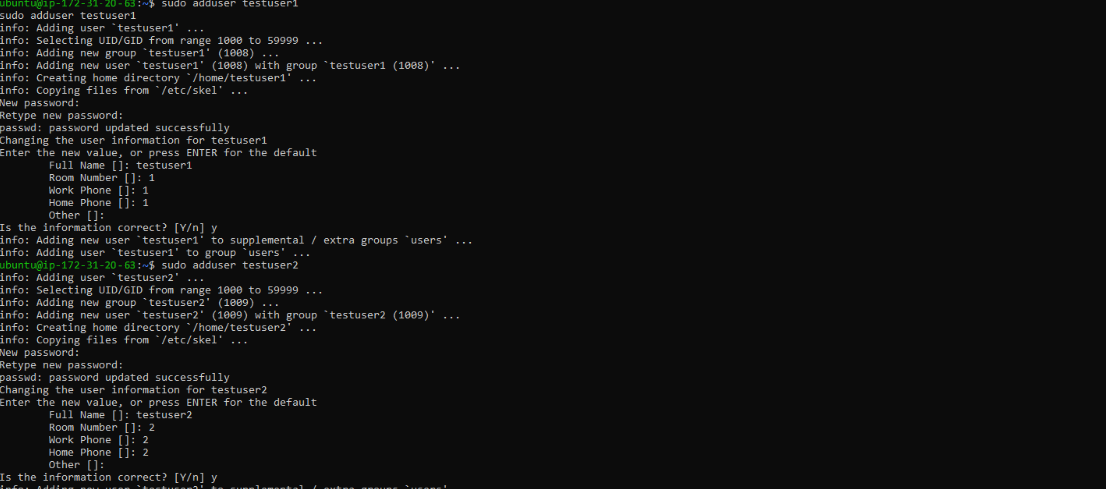 ubuntu@ip-172-31-20-63:~$ sudo adduser testuser1
sudo adduser testuser1
info: Adding user `testuser1' ...
info: Selecting UID/GID from range 1000 to 59999 ...
info: Adding new group `testuser1' (1008) ...
info: Adding new user `testuser1' (1008) with group `testuser1 (1008)' ...
info: Creating home directory `/home/testuser1' ...
info: Copying files from `/etc/skel' ...
New password:
Retype new password:
passwd: password updated successfully
Changing the user information for testuser1
Enter the new value, or press ENTER for the default
        Full Name []: testuser1
        Room Number []: 1
        Work Phone []: 1
        Home Phone []: 1
        Other []:
Is the information correct? [Y/n] y
info: Adding new user `testuser1' to supplemental / extra groups `users' ...
info: Adding user `testuser1' to group `users' ...
ubuntu@ip-172-31-20-63:~$ sudo adduser testuser2
info: Adding user `testuser2' ...
info: Selecting UID/GID from range 1000 to 59999 ...
info: Adding new group `testuser2' (1009) ...
info: Adding new user `testuser2' (1009) with group `testuser2 (1009)' ...
info: Creating home directory `/home/testuser2' ...
info: Copying files from `/etc/skel' ...
New password:
Retype new password:
passwd: password updated successfully
Changing the user information for testuser2
Enter the new value, or press ENTER for the default
        Full Name []: testuser2
        Room Number []: 2
        Work Phone []: 2
        Home Phone []: 2
        Other []:
Is the information correct? [Y/n] y
info: Adding new user `testuser2' to supplemental / extra groups `users'